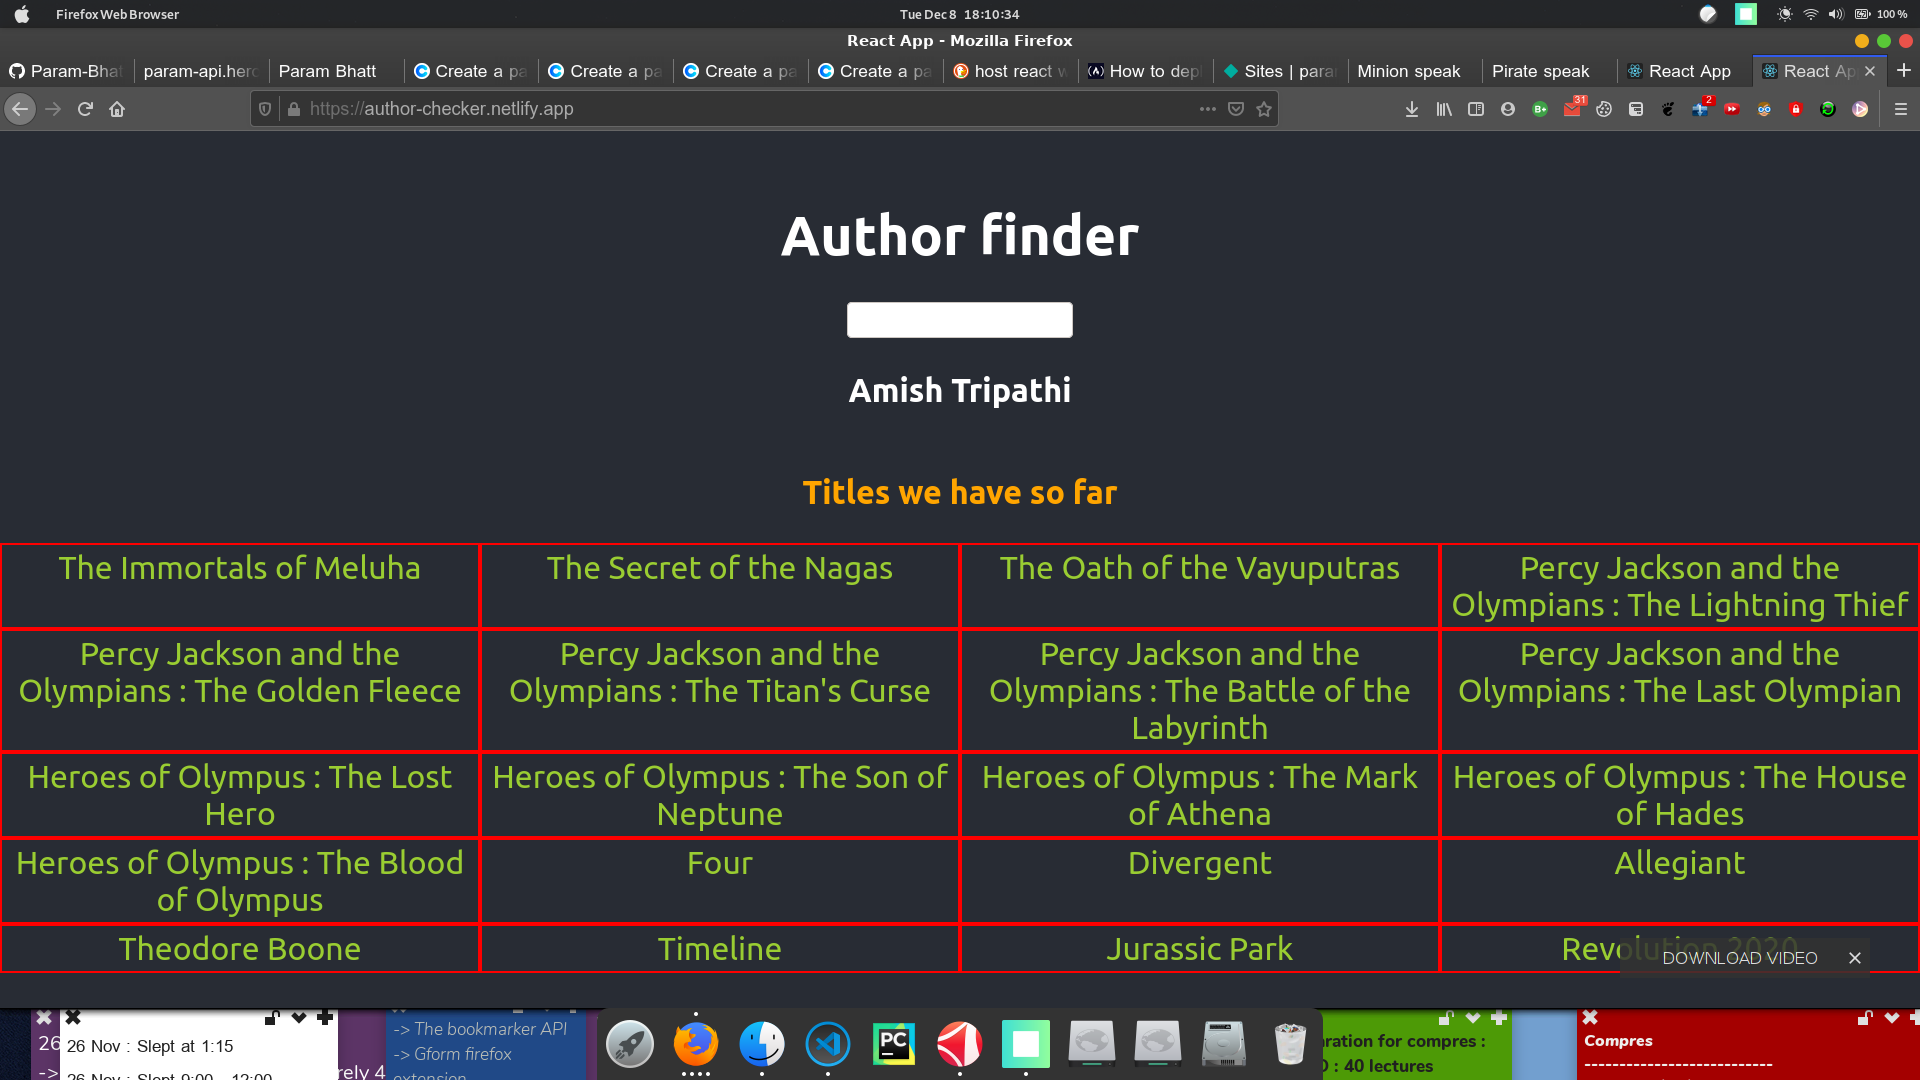 Firefox Web Browser
Tue Dec 8 18:10:34
100 %
React App - Mozilla Firefox
Param-Bhat
param-api.hero
Param Bhatt
Create a pa
Create a pa
Create a pa
Create a pa
host react w
How to dep
Sites | para
Minion speak
Pirate speak
React App
React Ap
https://author-checker.netlify.app
31
2
Author finder
Amish Tripathi
Titles we have so far
The Immortals of Meluha
The Secret of the Nagas
The Oath of the Vayuputras
Percy Jackson and the
Olympians : The Lightning Thief
Percy Jackson and the
Olympians : The Golden Fleece
Percy Jackson and the
Olympians : The Titan's Curse
Percy Jackson and the
Olympians : The Battle of the
Labyrinth
Percy Jackson and the
Olympians : The Last Olympian
Heroes of Olympus : The Lost
Hero
Heroes of Olympus : The Son of
Neptune
Heroes of Olympus : The Mark
of Athena
Heroes of Olympus : The House
of Hades
Heroes of Olympus : The Blood
of Olympus
Four
Divergent
Allegiant
Theodore Boone
Timeline
Jurassic Park
Revolution 2020
DOWNLOAD VIDEO
26
->
26 Nov : Slept at 1:15
26 Nov : Slept 9:00 - 12:00
rely 4
-> The bookmarker API
-> Gform firefox
extension
PC
aration for compres :
: 40 lectures
Compres
---------------------------